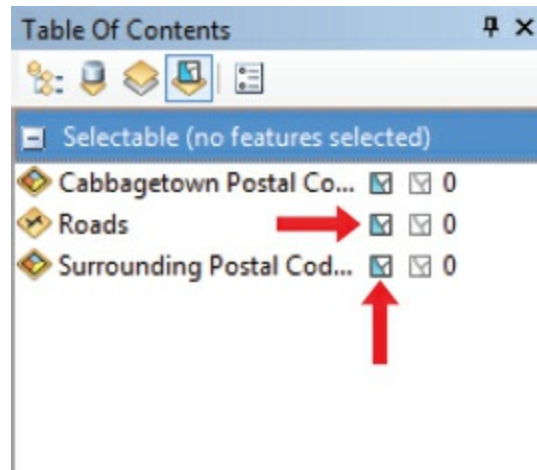 Table Of Contents
Selectable (no features selected)
Cabbagetown Postal Co... 0
Roads 0
Surrounding Postal Cod... 0